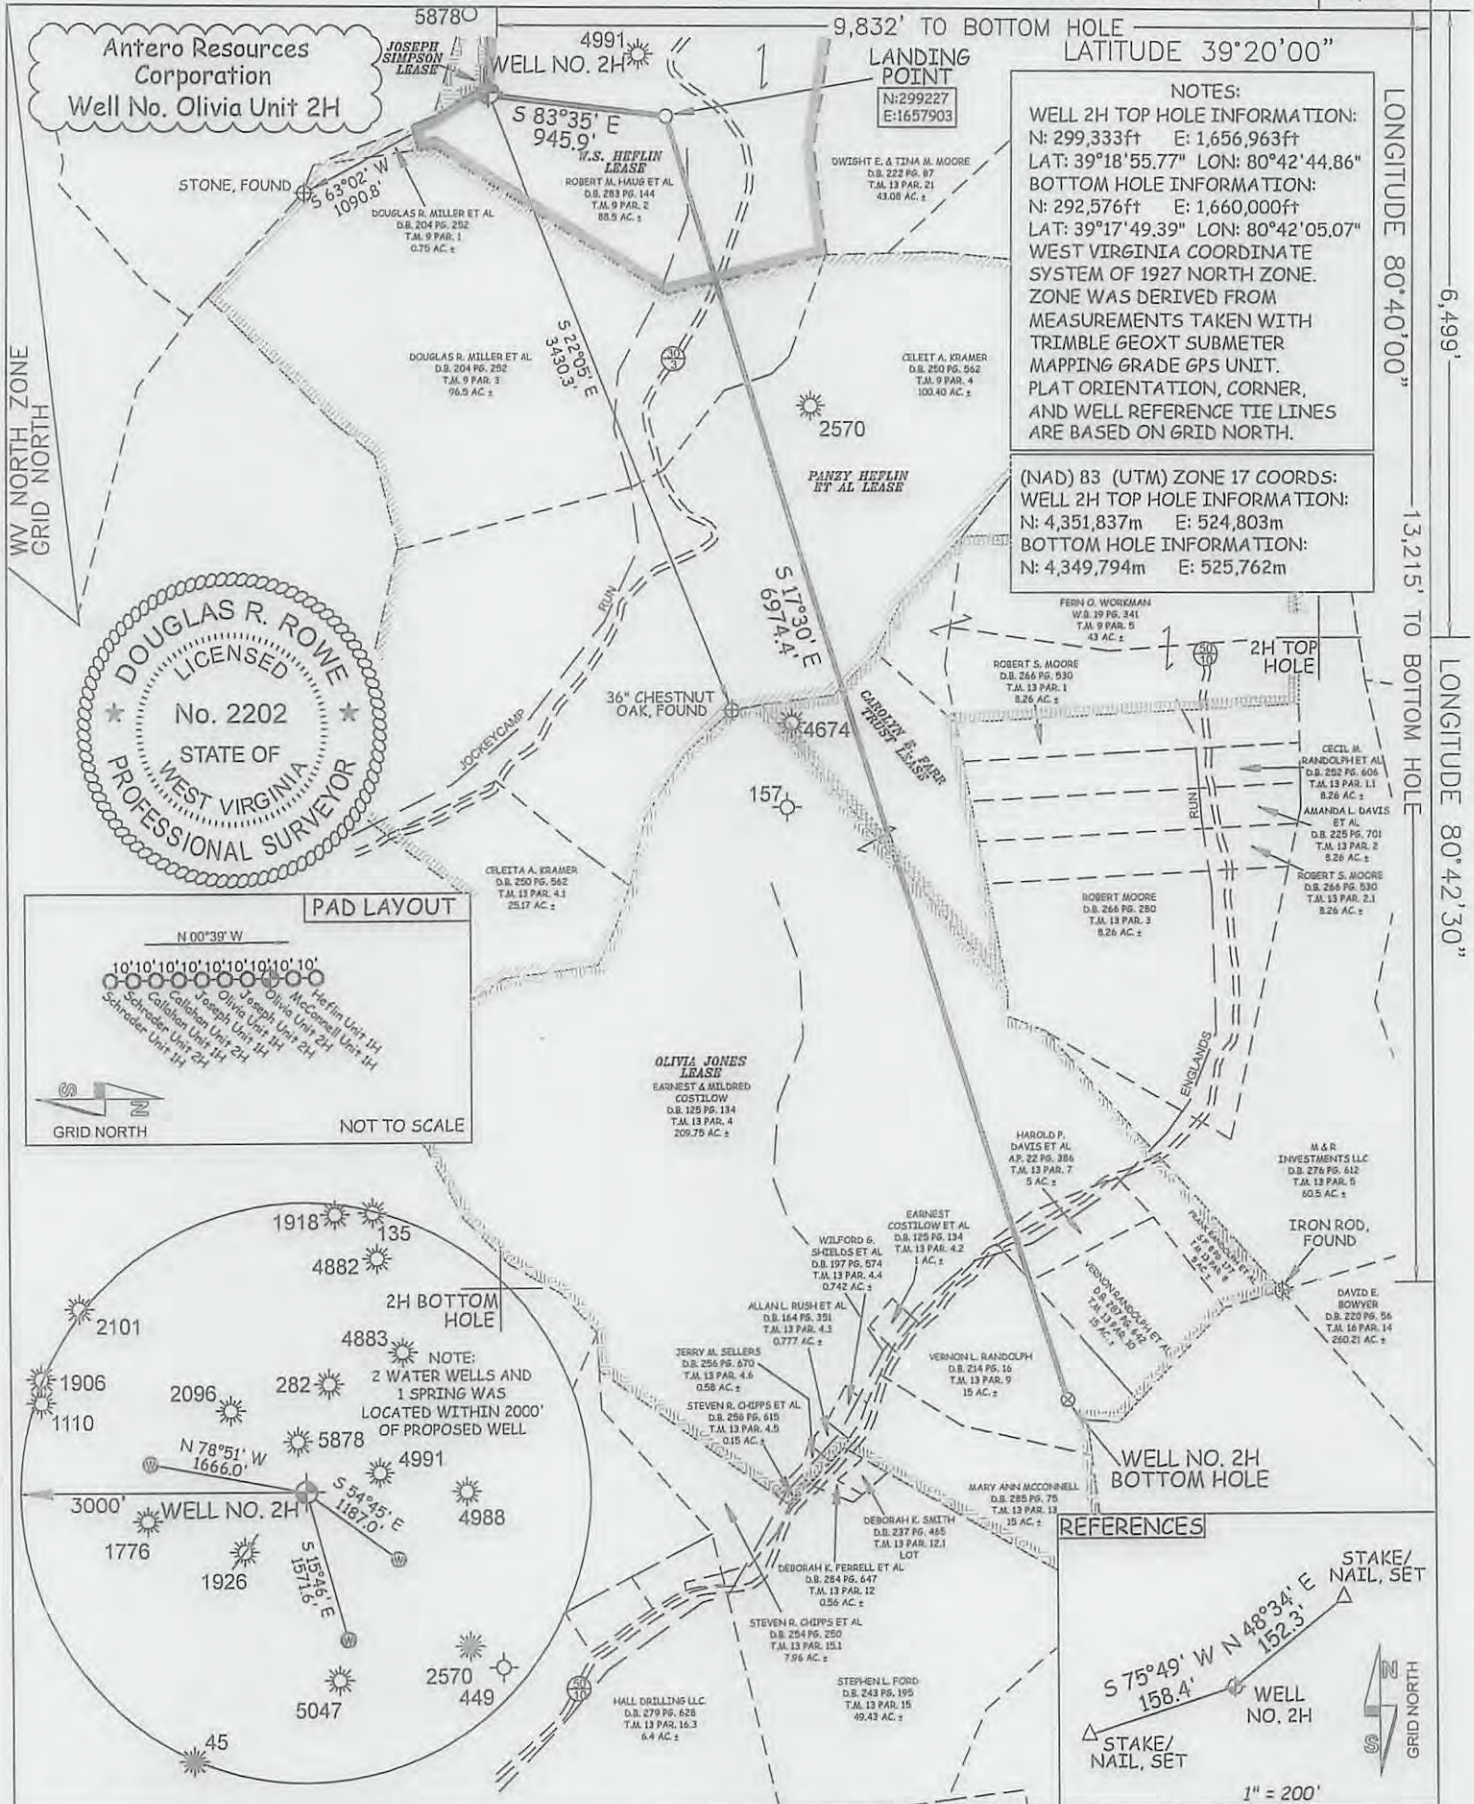 5878
9,832' TO BOTTOM HOLE
LATITUDE 39°20'00"
Antero Resources
Corporation
Well No. Olivia Unit 2H
JOSEPH
SIMPSON
LEASE
WELL NO. 2H
4991
LANDING
POINT
N:299227
E:1657903
S 83°35' E
945.9'
W.S. HEFLIN
LEASE
ROBERT M. HAUG ET AL
D.B. 283 PG. 144
T.M. 9 PAR. 2
88.5 AC. ±
DWIGHT E. & TINA M. MOORE
D.B. 222 PG. 87
T.M. 13 PAR. 21
43.08 AC. ±
STONE, FOUND
S 63°02' W
1090.8'
DOUGLAS R. MILLER ET AL
D.B. 204 PG. 252
T.M. 9 PAR. 1
0.75 AC. ±
NOTES:
WELL 2H TOP HOLE INFORMATION:
N: 299,333ft E: 1,656,963ft
LAT: 39°18'55.77" LON: 80°42'44.86"
BOTTOM HOLE INFORMATION:
N: 292,576ft E: 1,660,000ft
LAT: 39°17'49.39" LON: 80°42'05.07"
WEST VIRGINIA COORDINATE
SYSTEM OF 1927 NORTH ZONE.
ZONE WAS DERIVED FROM
MEASUREMENTS TAKEN WITH
TRIMBLE GEOXT SUBMETER
MAPPING GRADE GPS UNIT.
PLAT ORIENTATION, CORNER,
AND WELL REFERENCE TIE LINES
ARE BASED ON GRID NORTH.
(NAD) 83 (UTM) ZONE 17 COORDS:
WELL 2H TOP HOLE INFORMATION:
N: 4,351,837m E: 524,803m
BOTTOM HOLE INFORMATION:
N: 4,349,794m E: 525,762m
LONGITUDE 80°40'00"
6,499'
13,215' TO BOTTOM HOLE
LONGITUDE 80°42'30"
WV NORTH ZONE
GRID NORTH
DOUGLAS R. MILLER ET AL
D.B. 204 PG. 252
T.M. 9 PAR. 3
96.5 AC. ±
S 22°05' E
3430.3'
30
3
CELEIT A. KRAMER
D.B. 250 PG. 562
T.M. 9 PAR. 4
100.40 AC. ±
2570
PANZY HEFLIN
ET AL LEASE
S 17°30' E
6974.4'
DOUGLAS R. ROWE
LICENSED
No. 2202
STATE OF
WEST VIRGINIA
PROFESSIONAL SURVEYOR
RUN
JOCKEYCAMP
36" CHESTNUT
OAK, FOUND
4674
157
CAROLYN E. FARR
TRUST LEASE
FERN O. WORKMAN
W.B. 19 PG. 341
T.M. 9 PAR. 5
43 AC. ±
50
10
2H TOP
HOLE
ROBERT S. MOORE
D.B. 266 PG. 530
T.M. 13 PAR. 1
8.26 AC. ±
CECIL M.
RANDOLPH ET AL
D.B. 252 PG. 606
T.M. 13 PAR. 1.1
8.26 AC. ±
AMANDA L. DAVIS
ET AL
D.B. 225 PG. 701
T.M. 13 PAR. 2
8.26 AC. ±
ROBERT S. MOORE
D.B. 266 PG. 530
T.M. 13 PAR. 2.1
8.26 AC. ±
ROBERT MOORE
D.B. 266 PG. 280
T.M. 13 PAR. 3
8.26 AC. ±
RUN
ENGLANDS
CELEITA A. KRAMER
D.B. 250 PG. 562
T.M. 13 PAR. 4.1
25.17 AC. ±
PAD LAYOUT
N 00°39' W
10' 10' 10' 10' 10' 10' 10' 10' 10'
Schrader Unit 1H
Schrader Unit 2H
Callahan Unit 1H
Callahan Unit 2H
Joseph Unit 1H
Olivia Unit 1H
Joseph Unit 2H
Olivia Unit 2H
McConnell Unit 1H
Heflin Unit 1H
S
N
GRID NORTH
NOT TO SCALE
OLIVIA JONES
LEASE
EARNEST & MILDRED
COSTILOW
D.B. 125 PG. 134
T.M. 13 PAR. 4
209.75 AC. ±
HAROLD P.
DAVIS ET AL
A.P. 22 PG. 386
T.M. 13 PAR. 7
5 AC. ±
M & R
INVESTMENTS LLC
D.B. 276 PG. 612
T.M. 13 PAR. 5
60.5 AC. ±
IRON ROD,
FOUND
FRANK RANDOLPH ET AL
T.M. 13 PAR. 8
5 AC. ±
VERNON RANDOLPH ET AL
D.B. 287 PG. 642
T.M. 13 PAR. 10
15 AC. ±
DAVID E.
BOWYER
D.B. 220 PG. 56
T.M. 16 PAR. 14
260.21 AC. ±
EARNEST
COSTILOW ET AL
D.B. 125 PG. 134
T.M. 13 PAR. 4.2
1 AC. ±
WILFORD G.
SHIELDS ET AL
D.B. 197 PG. 574
T.M. 13 PAR. 4.4
0.742 AC. ±
ALLAN L. RUSH ET AL
D.B. 164 PG. 351
T.M. 13 PAR. 4.3
0.777 AC. ±
JERRY M. SELLERS
D.B. 256 PG. 670
T.M. 13 PAR. 4.6
0.58 AC. ±
STEVEN R. CHIPPS ET AL
D.B. 256 PG. 615
T.M. 13 PAR. 4.5
0.15 AC. ±
VERNON L. RANDOLPH
D.B. 214 PG. 16
T.M. 13 PAR. 9
15 AC. ±
WELL NO. 2H
BOTTOM HOLE
MARY ANN MCCONNELL
D.B. 285 PG. 75
T.M. 13 PAR. 13
15 AC. ±
DEBORAH K. SMITH
D.B. 237 PG. 465
T.M. 13 PAR. 12.1
LOT
DEBORAH K. FERRELL ET AL
D.B. 284 PG. 647
T.M. 13 PAR. 12
0.56 AC. ±
STEVEN R. CHIPPS ET AL
D.B. 254 PG. 250
T.M. 13 PAR. 15.1
7.96 AC. ±
STEPHEN L. FORD
D.B. 243 PG. 195
T.M. 13 PAR. 15
49.43 AC. ±
HALL DRILLING LLC.
D.B. 279 PG. 628
T.M. 13 PAR. 16.3
6.4 AC. ±
50
10
1918
135
4882
2H BOTTOM
HOLE
2101
4883
NOTE:
2 WATER WELLS AND
1 SPRING WAS
LOCATED WITHIN 2000'
OF PROPOSED WELL
1906
1110
2096
282
5878
4991
N 78°51' W
1666.0'
W
S 54°45' E
1187.0'
W
3000'
WELL NO. 2H
4988
1776
1926
S 15°46' E
1571.6'
W
2570
449
5047
45
REFERENCES
STAKE/
NAIL, SET
N 48°34' E
152.3'
S 75°49' W
158.4'
WELL
NO. 2H
STAKE/
NAIL, SET
N
S
GRID NORTH
1" = 200'